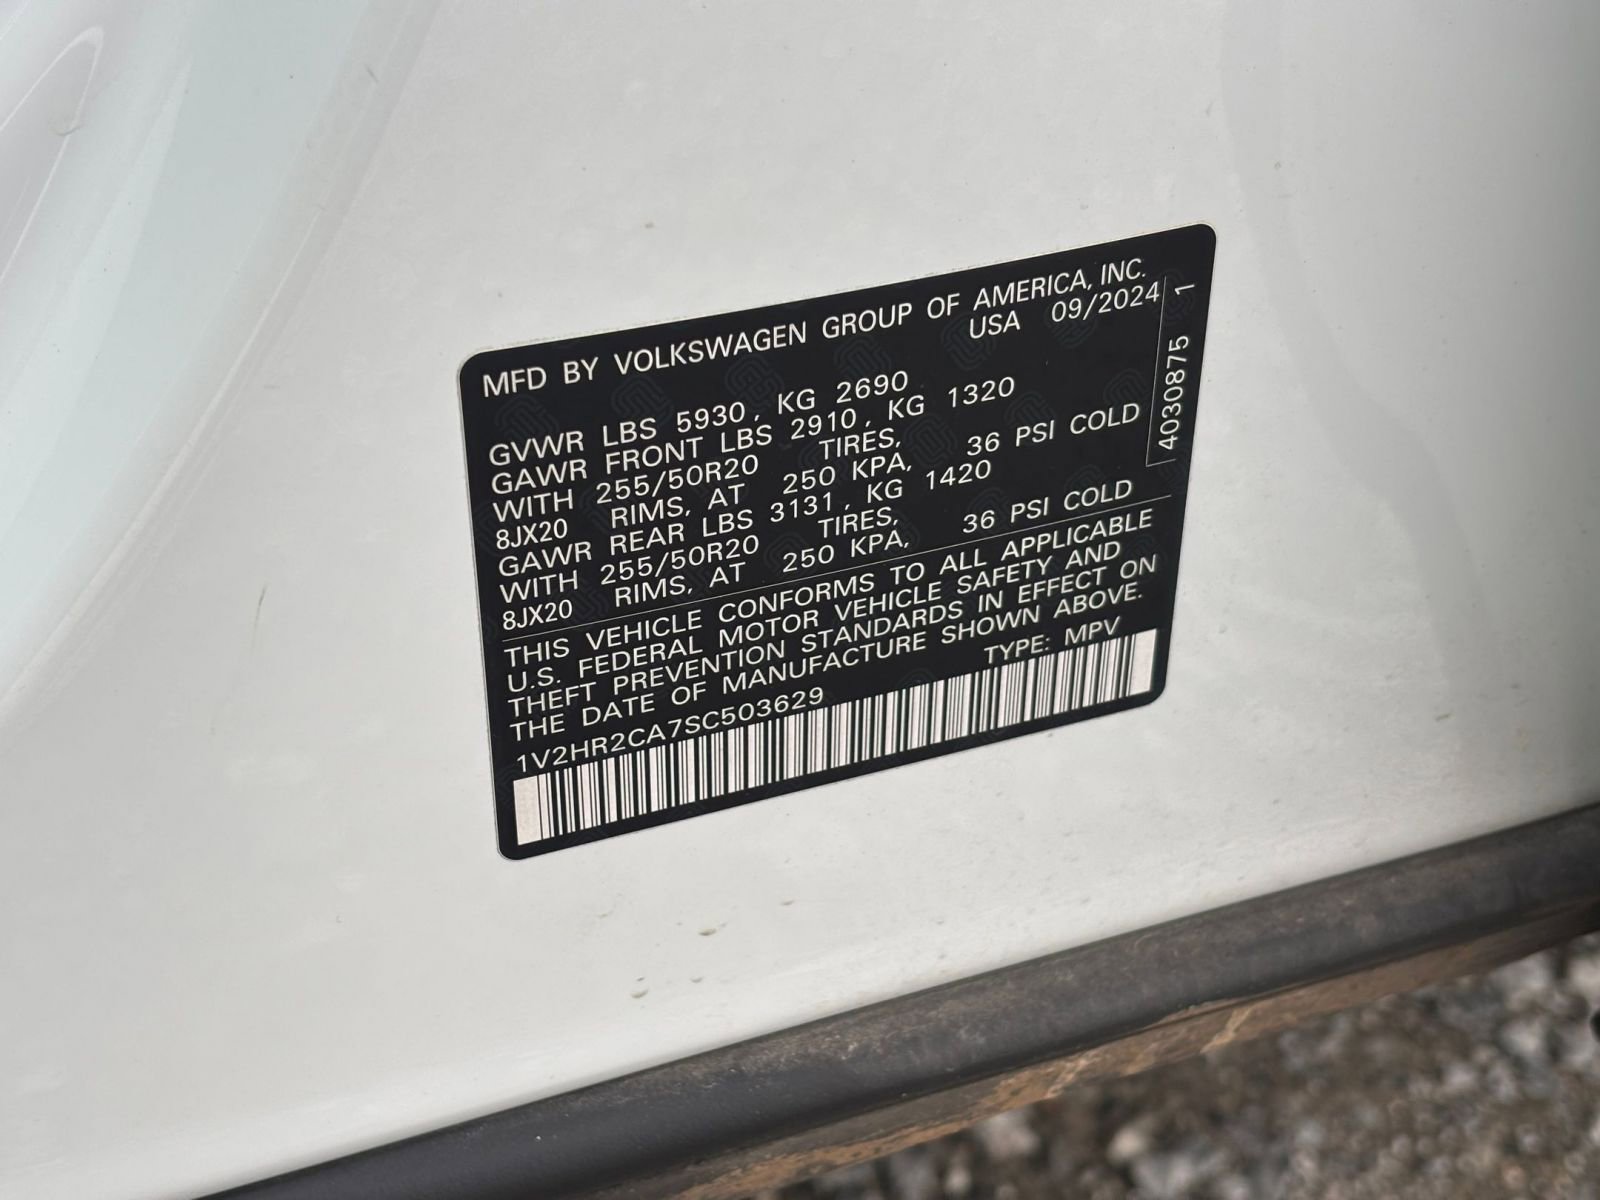 MFD BY VOLKSWAGEN GROUP OF AMERICA, INC.
USA 09/2024
GVWR LBS 5930, KG 2690
GAWR FRONT LBS 2910, KG 1320
WITH 255/50R20 TIRES,
8JX20 RIMS, AT 250 KPA, 36 PSI COLD
GAWR REAR LBS 3131, KG 1420
WITH 255/50R20 TIRES,
8JX20 RIMS, AT 250 KPA, 36 PSI COLD
THIS VEHICLE CONFORMS TO ALL APPLICABLE
U.S. FEDERAL MOTOR VEHICLE SAFETY AND
THEFT PREVENTION STANDARDS IN EFFECT ON
THE DATE OF MANUFACTURE SHOWN ABOVE.
1V2HR2CA7SC503629 TYPE: MPV
4030875 1